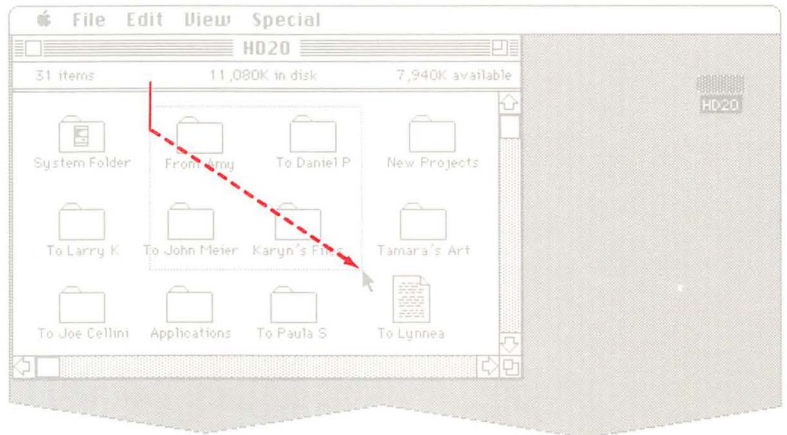 File Edit View Special
HD20
31 items 11,080K in disk 7,940K available
HD20
System Folder From Amy To Daniel P New Projects
To Larry K To John Meier Karyn's Files Tamara's Art
To Joe Cellini Applications To Paula S To Lynnea